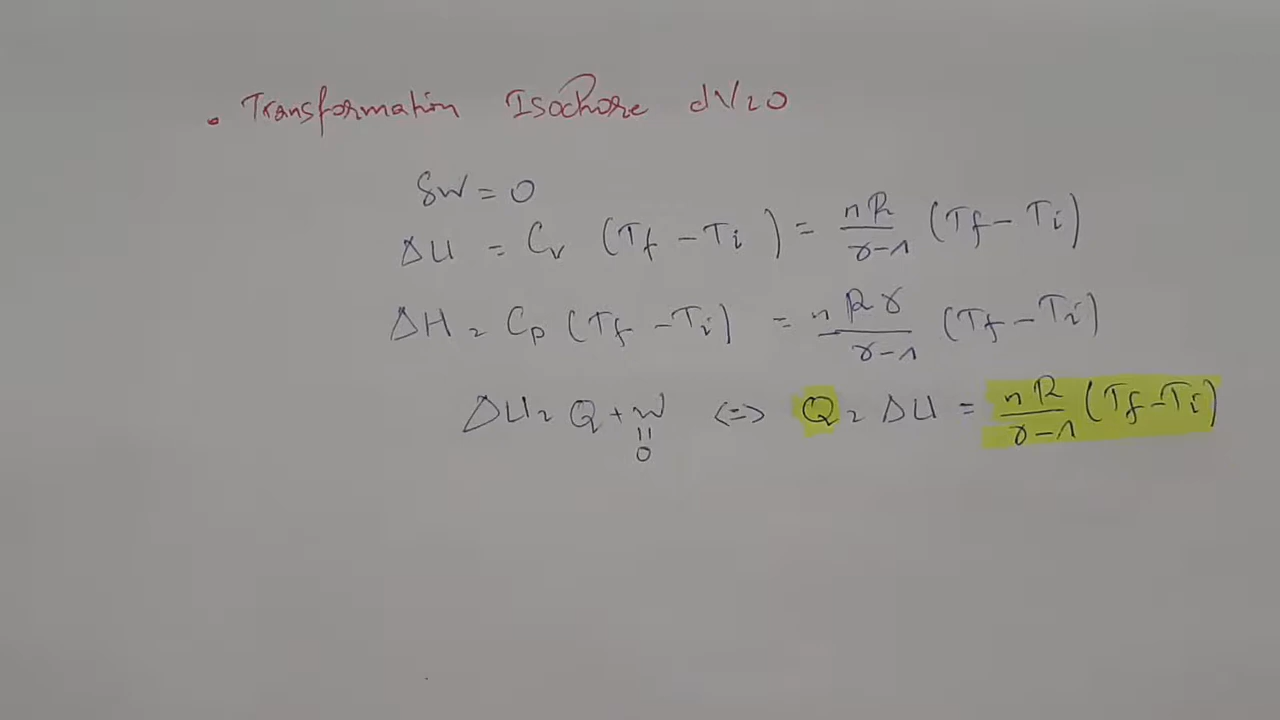 . Transformation Isochore dV=0
δW = 0
ΔU = Cv (Tf - Ti) = nR/(γ-1) (Tf - Ti)
ΔH = Cp (Tf - Ti) = nRγ/(γ-1) (Tf - Ti)
ΔU = Q + W <=> Q = ΔU = nR/(γ-1) (Tf - Ti)
=
0